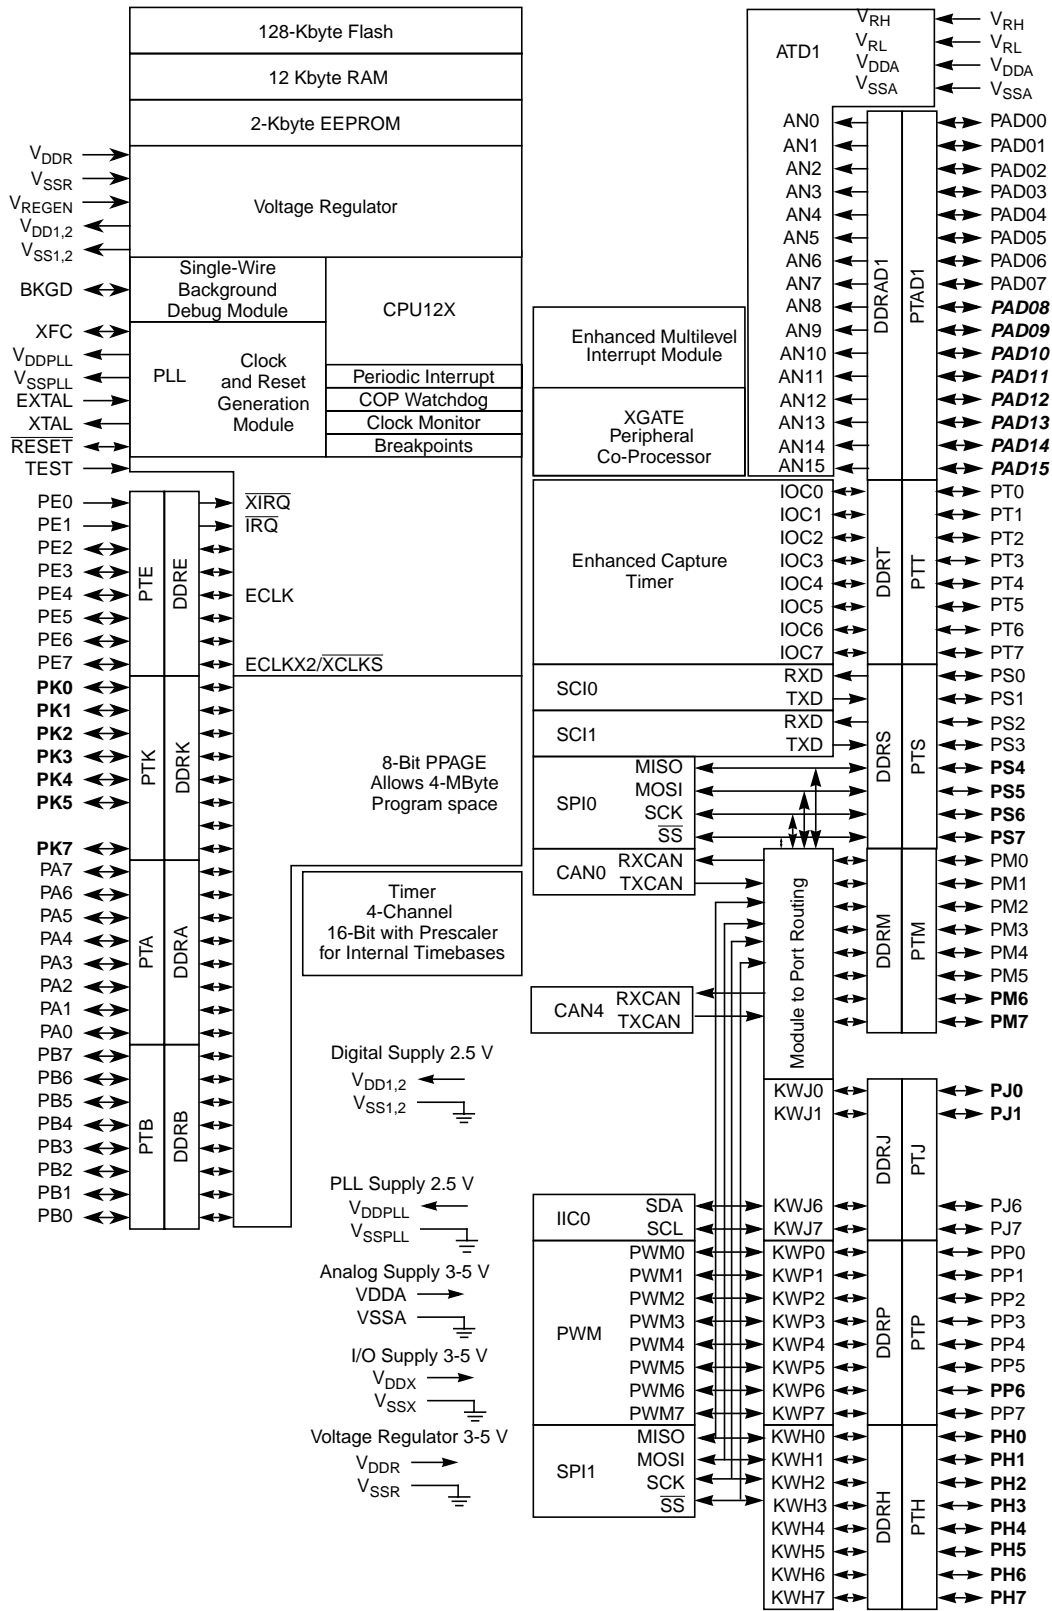 128-Kbyte Flash
12 Kbyte RAM
2-Kbyte EEPROM
Voltage Regulator
VDDR
VSSR
VREGEN
VDD1,2
VSS1,2
Single-Wire
Background
Debug Module
CPU12X
BKGD
XFC
VDDPLL
VSSPLL
EXTAL
XTAL
RESET
TEST
PLL
Clock
and Reset
Generation
Module
Periodic Interrupt
COP Watchdog
Clock Monitor
Breakpoints
PE0
PE1
PE2
PE3
PE4
PE5
PE6
PE7
PTE
DDRE
XIRQ
IRQ
ECLK
ECLKX2/XCLKS
PK0
PK1
PK2
PK3
PK4
PK5
PK7
PTK
DDRK
8-Bit PPAGE
Allows 4-MByte
Program space
PA7
PA6
PA5
PA4
PA3
PA2
PA1
PA0
PTA
DDRA
Timer
4-Channel
16-Bit with Prescaler
for Internal Timebases
PB7
PB6
PB5
PB4
PB3
PB2
PB1
PB0
PTB
DDRB
Digital Supply 2.5 V
VDD1,2
VSS1,2
PLL Supply 2.5 V
VDDPLL
VSSPLL
Analog Supply 3-5 V
VDDA
VSSA
I/O Supply 3-5 V
VDDX
VSSX
Voltage Regulator 3-5 V
VDDR
VSSR
ATD1
VRH
VRL
VDDA
VSSA
VRH
VRL
VDDA
VSSA
AN0
AN1
AN2
AN3
AN4
AN5
AN6
AN7
AN8
AN9
AN10
AN11
AN12
AN13
AN14
AN15
DDRAD1
PTAD1
PAD00
PAD01
PAD02
PAD03
PAD04
PAD05
PAD06
PAD07
PAD08
PAD09
PAD10
PAD11
PAD12
PAD13
PAD14
PAD15
Enhanced Multilevel
Interrupt Module
XGATE
Peripheral
Co-Processor
Enhanced Capture
Timer
IOC0
IOC1
IOC2
IOC3
IOC4
IOC5
IOC6
IOC7
DDRT
PTT
PT0
PT1
PT2
PT3
PT4
PT5
PT6
PT7
SCI0
RXD
TXD
SCI1
RXD
TXD
SPI0
MISO
MOSI
SCK
SS
DDRS
PTS
PS0
PS1
PS2
PS3
PS4
PS5
PS6
PS7
CAN0
RXCAN
TXCAN
CAN4
RXCAN
TXCAN
Module to Port Routing
DDRM
PTM
PM0
PM1
PM2
PM3
PM4
PM5
PM6
PM7
KWJ0
KWJ1
KWJ6
KWJ7
DDRJ
PTJ
PJ0
PJ1
PJ6
PJ7
IIC0
SDA
SCL
PWM
PWM0
PWM1
PWM2
PWM3
PWM4
PWM5
PWM6
PWM7
KWP0
KWP1
KWP2
KWP3
KWP4
KWP5
KWP6
KWP7
DDRP
PTP
PP0
PP1
PP2
PP3
PP4
PP5
PP6
PP7
SPI1
MISO
MOSI
SCK
SS
KWH0
KWH1
KWH2
KWH3
KWH4
KWH5
KWH6
KWH7
DDRH
PTH
PH0
PH1
PH2
PH3
PH4
PH5
PH6
PH7